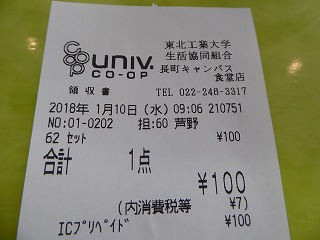 coop univ.
CO-OP
東北工業大学
生活協同組合
長町キャンパス
食堂店
領収書 TEL 022-246-3317
2018年 1月10日（水）09:06 210751
NO:01-0202 担:60 芦野
62 ｾｯﾄ ¥100
合計 1点
¥100
(内消費税等 ¥7)
ICﾌﾟﾘﾍﾟｲﾄﾞ ¥100